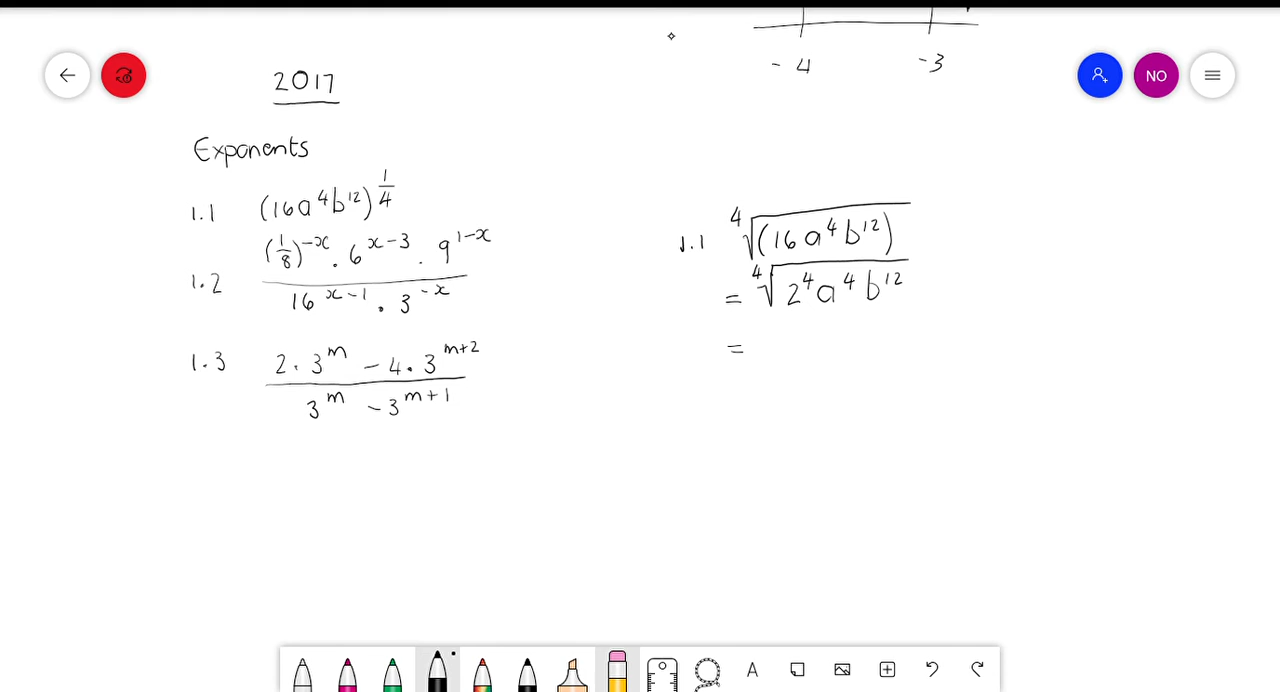 - 4 - 3
2017
NO
Exponents
1.1 (16a⁴b¹²)^(1/4)
1.2 ((1/8)^(-x) . 6^(x-3) . 9^(1-x)) / (16^(x-1) . 3^(-x))
1.3 (2. 3^m - 4. 3^(m+2)) / (3^m - 3^(m+1))
1.1 ⁴√(16a⁴b¹²)
= ⁴√2⁴a⁴b¹²
=
A